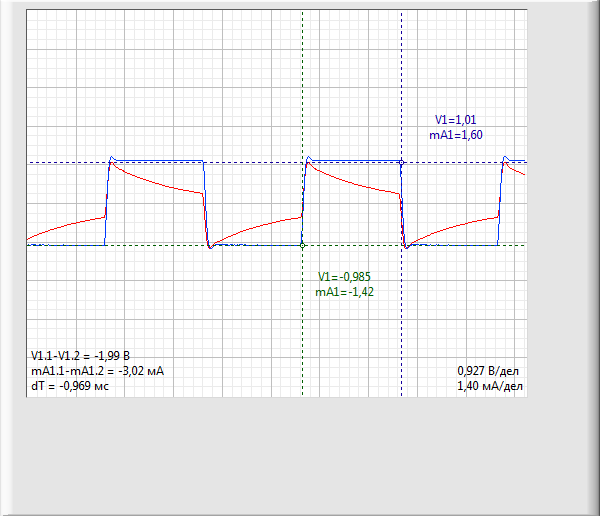 V1=1,01
mA1=1,60
V1=-0,985
mA1=-1,42
V1.1-V1.2 = -1,99 В
mA1.1-mA1.2 = -3,02 мА
dT = -0,969 мс
0,927 В/дел
1,40 мА/дел